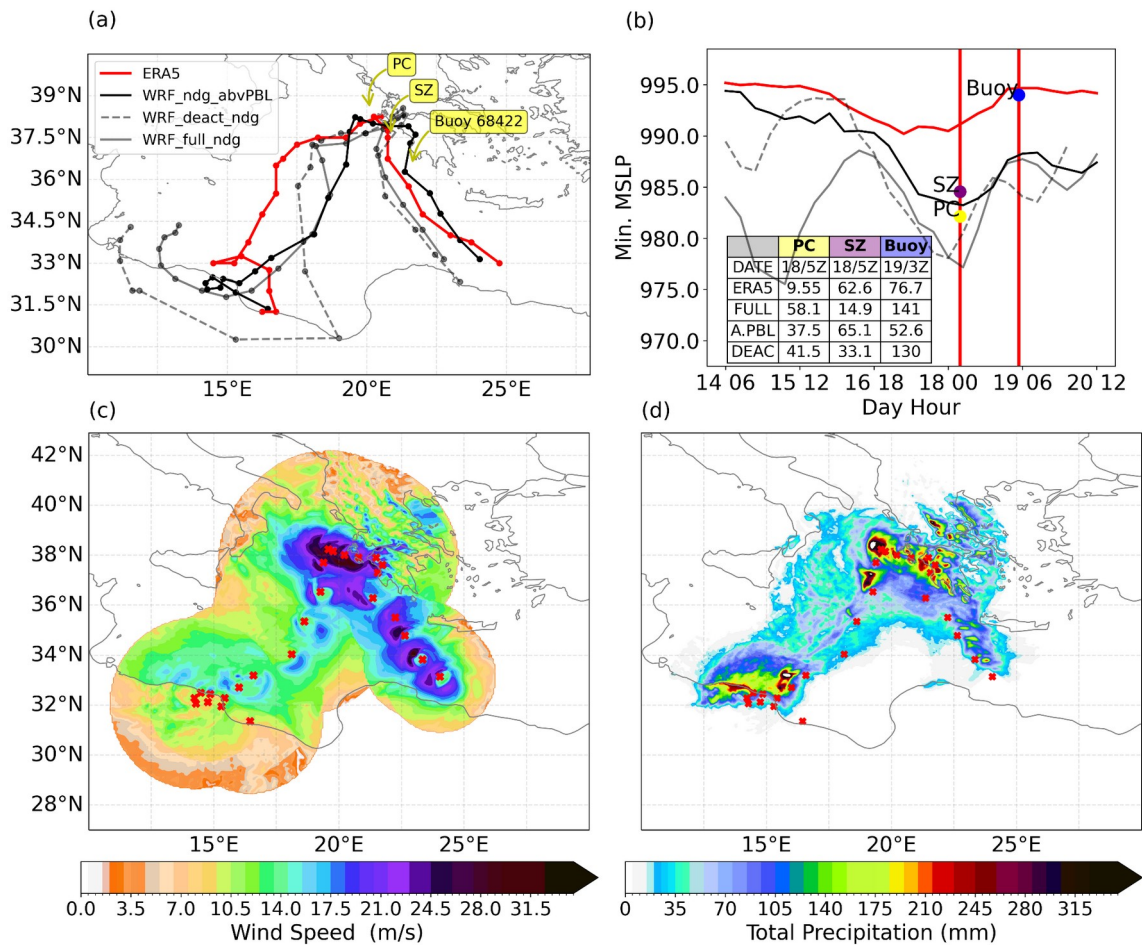 (a)
ERA5
WRF_ndg_abvPBL
WRF_deact_ndg
WRF_full_ndg
PC
SZ
Buoy 68422
39°N
37.5°N
36°N
34.5°N
33°N
31.5°N
30°N
15°E
20°E
25°E
(b)
Min. MSLP
995.0
990.0
985.0
980.0
975.0
970.0
Buoy
SZ
PC
PC SZ Buoy
DATE 18/5Z 18/5Z 19/3Z
ERA5 9.55 62.6 76.7
FULL 58.1 14.9 141
A.PBL 37.5 65.1 52.6
DEAC 41.5 33.1 130
14 06 15 12 16 18 18 00 19 06 20 12
Day Hour
(c)
42°N
40°N
38°N
36°N
34°N
32°N
30°N
28°N
15°E 20°E 25°E
0.0 3.5 7.0 10.5 14.0 17.5 21.0 24.5 28.0 31.5
Wind Speed (m/s)
(d)
15°E 20°E 25°E
0 35 70 105 140 175 210 245 280 315
Total Precipitation (mm)